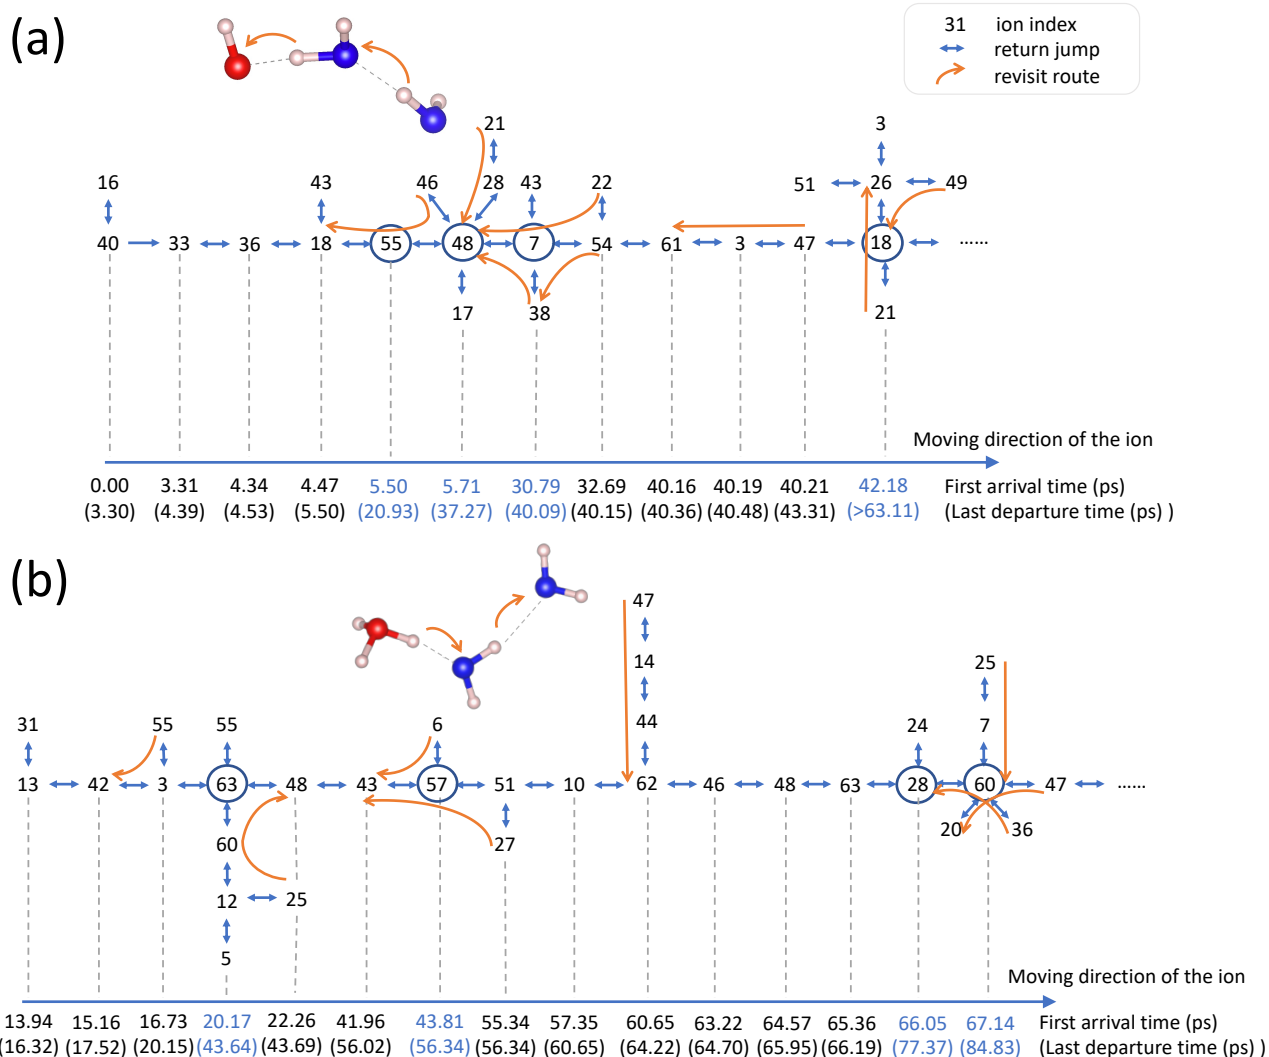 (a)
31 ion index
return jump
revisit route
21
3
16 43 46 28 43 22 51 26 49
40 33 36 18 55 48 7 54 61 3 47 18 ......
17 38 21
Moving direction of the ion
0.00 3.31 4.34 4.47 5.50 5.71 30.79 32.69 40.16 40.19 40.21 42.18 First arrival time (ps)
(3.30) (4.39) (4.53) (5.50) (20.93) (37.27) (40.09) (40.15) (40.36) (40.48) (43.31) (>63.11) (Last departure time (ps) )
(b)
47
14 25
31 55 55 6 44 24 7
13 42 3 63 48 43 57 51 10 62 46 48 63 28 60 47 ......
20 36
60 27
12 25
5
Moving direction of the ion
13.94 15.16 16.73 20.17 22.26 41.96 43.81 55.34 57.35 60.65 63.22 64.57 65.36 66.05 67.14 First arrival time (ps)
(16.32) (17.52) (20.15) (43.64) (43.69) (56.02) (56.34) (56.34) (60.65) (64.22) (64.70) (65.95) (66.19) (77.37) (84.83) (Last departure time (ps) )